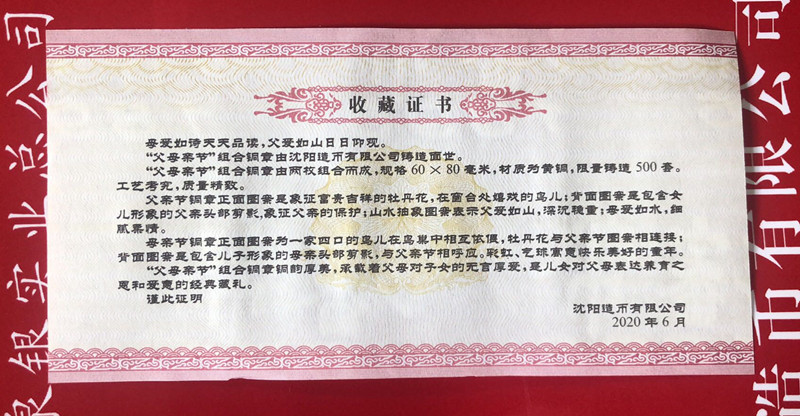 收藏证书
母爱如诗天天品读，父爱如山日日仰观。
“父母亲节”组合铜章由沈阳造币有限公司铸造面世。
“父母亲节”组合铜章由两枚组合而成，规格 60×80 毫米，材质为黄铜，限量铸造 500 套。
工艺考究，质量精致。
父亲节铜章正面图案是象征富贵吉祥的牡丹花，在窗台处嬉戏的鸟儿；背面图案是包含女
儿形象的父亲头部剪影，象征父亲的保护；山水抽象图案表示父爱如山，深沉稳重；母爱如水，细
腻柔情。
母亲节铜章正面图案为一家四口的鸟儿在鸟巢中相互依偎，牡丹花与父亲节图案相连接；
背面图案是包含儿子形象的母亲头部剪影，与父亲节相呼应。彩虹、气球寓意快乐美好的童年。
“父母亲节”组合铜章铜的厚美，承载着父母对子女的无言厚爱，是儿女对父母表达养育之
恩和爱意的经典藏礼。
谨此证明
沈阳造币有限公司
2020 年 6 月
银实业总公司
造币有限公司